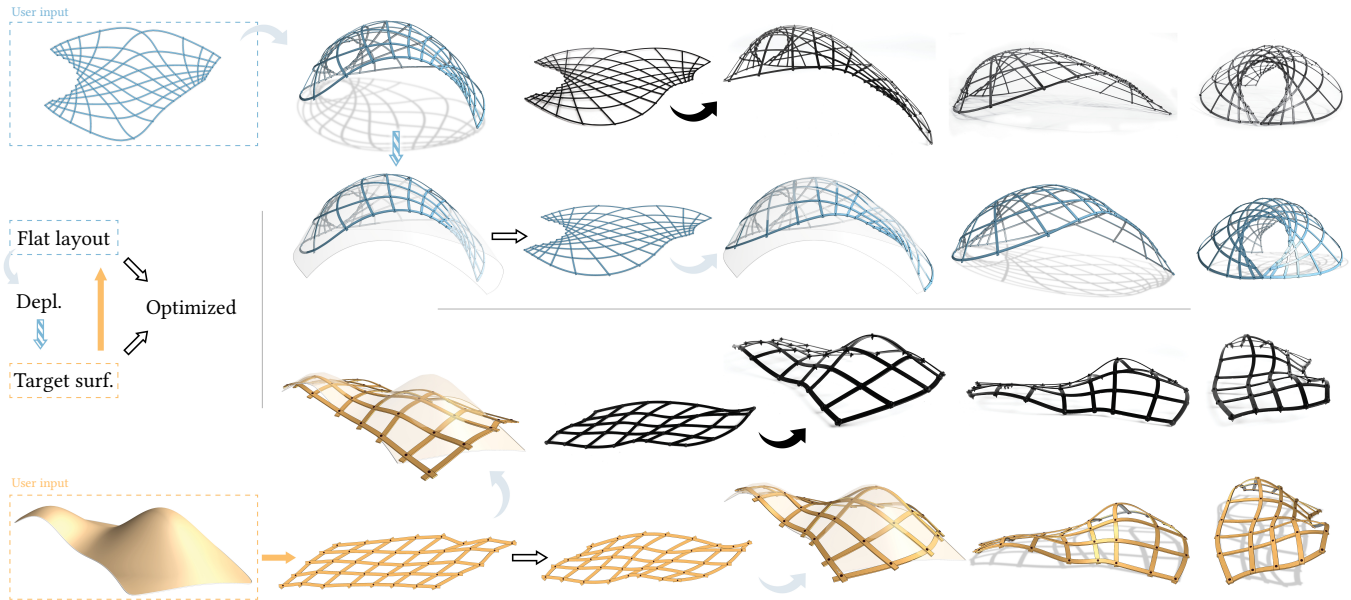 User input
Flat layout
Depl.
Optimized
Target surf.
User input